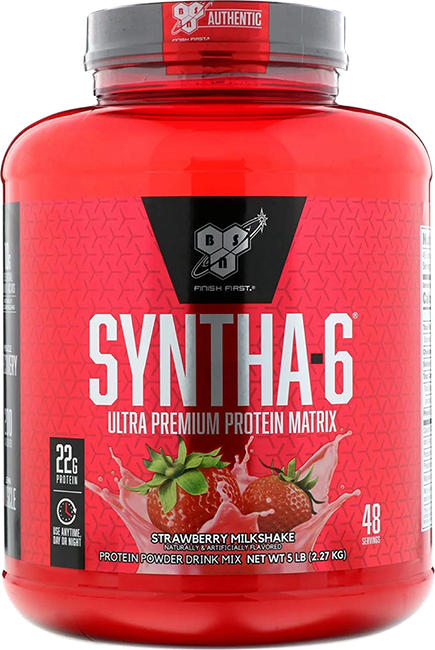 BSN
AUTHENTIC
FINISH FIRST.
BSN
FINISH FIRST.®
SYNTHA-6®
ULTRA PREMIUM PROTEIN MATRIX
22G
PROTEIN
USE ANYTIME,
DAY OR NIGHT
48
SERVINGS
STRAWBERRY MILKSHAKE
NATURALLY & ARTIFICIALLY FLAVORED
PROTEIN POWDER DRINK MIX NET WT 5 LB (2.27 KG)